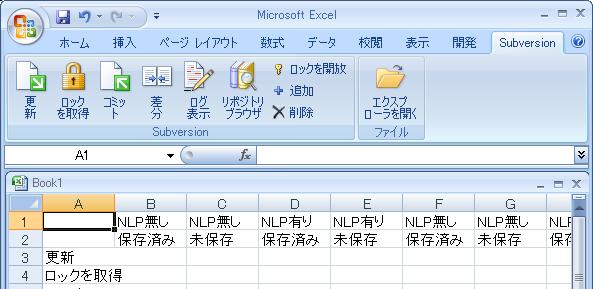 Microsoft Excel
ホーム 挿入 ページ レイアウト 数式 データ 校閲 表示 開発 Subversion
更新 ロックを取得 コミット 差分 ログ表示 リポジトリブラウザ ロックを開放 追加 削除 エクスプローラを開く
Subversion ファイル
A1 fx
Book1
A B C D E F G
1 NLP無し NLP無し NLP有り NLP有り NLP無し NLP無し
2 保存済み 未保存 保存済み 未保存 保存済み 未保存
3 更新
4 ロックを取得